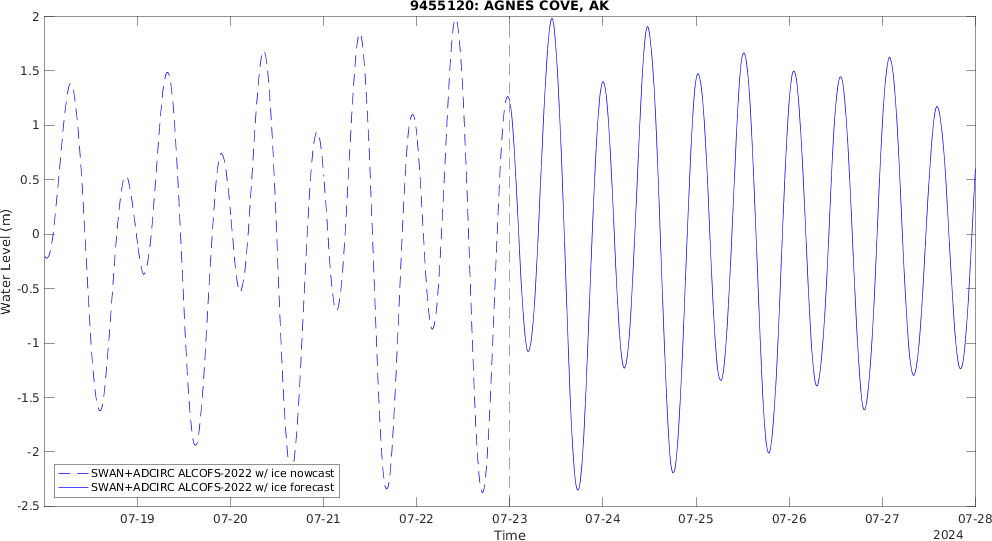 9455120: AGNES COVE, AK
2
1.5
1
0.5
0
-0.5
-1
-1.5
-2
-2.5
Water Level (m)
SWAN+ADCIRC ALCOFS-2022 w/ ice nowcast
SWAN+ADCIRC ALCOFS-2022 w/ ice forecast
07-19 07-20 07-21 07-22 07-23 07-24 07-25 07-26 07-27 07-28
Time
2024